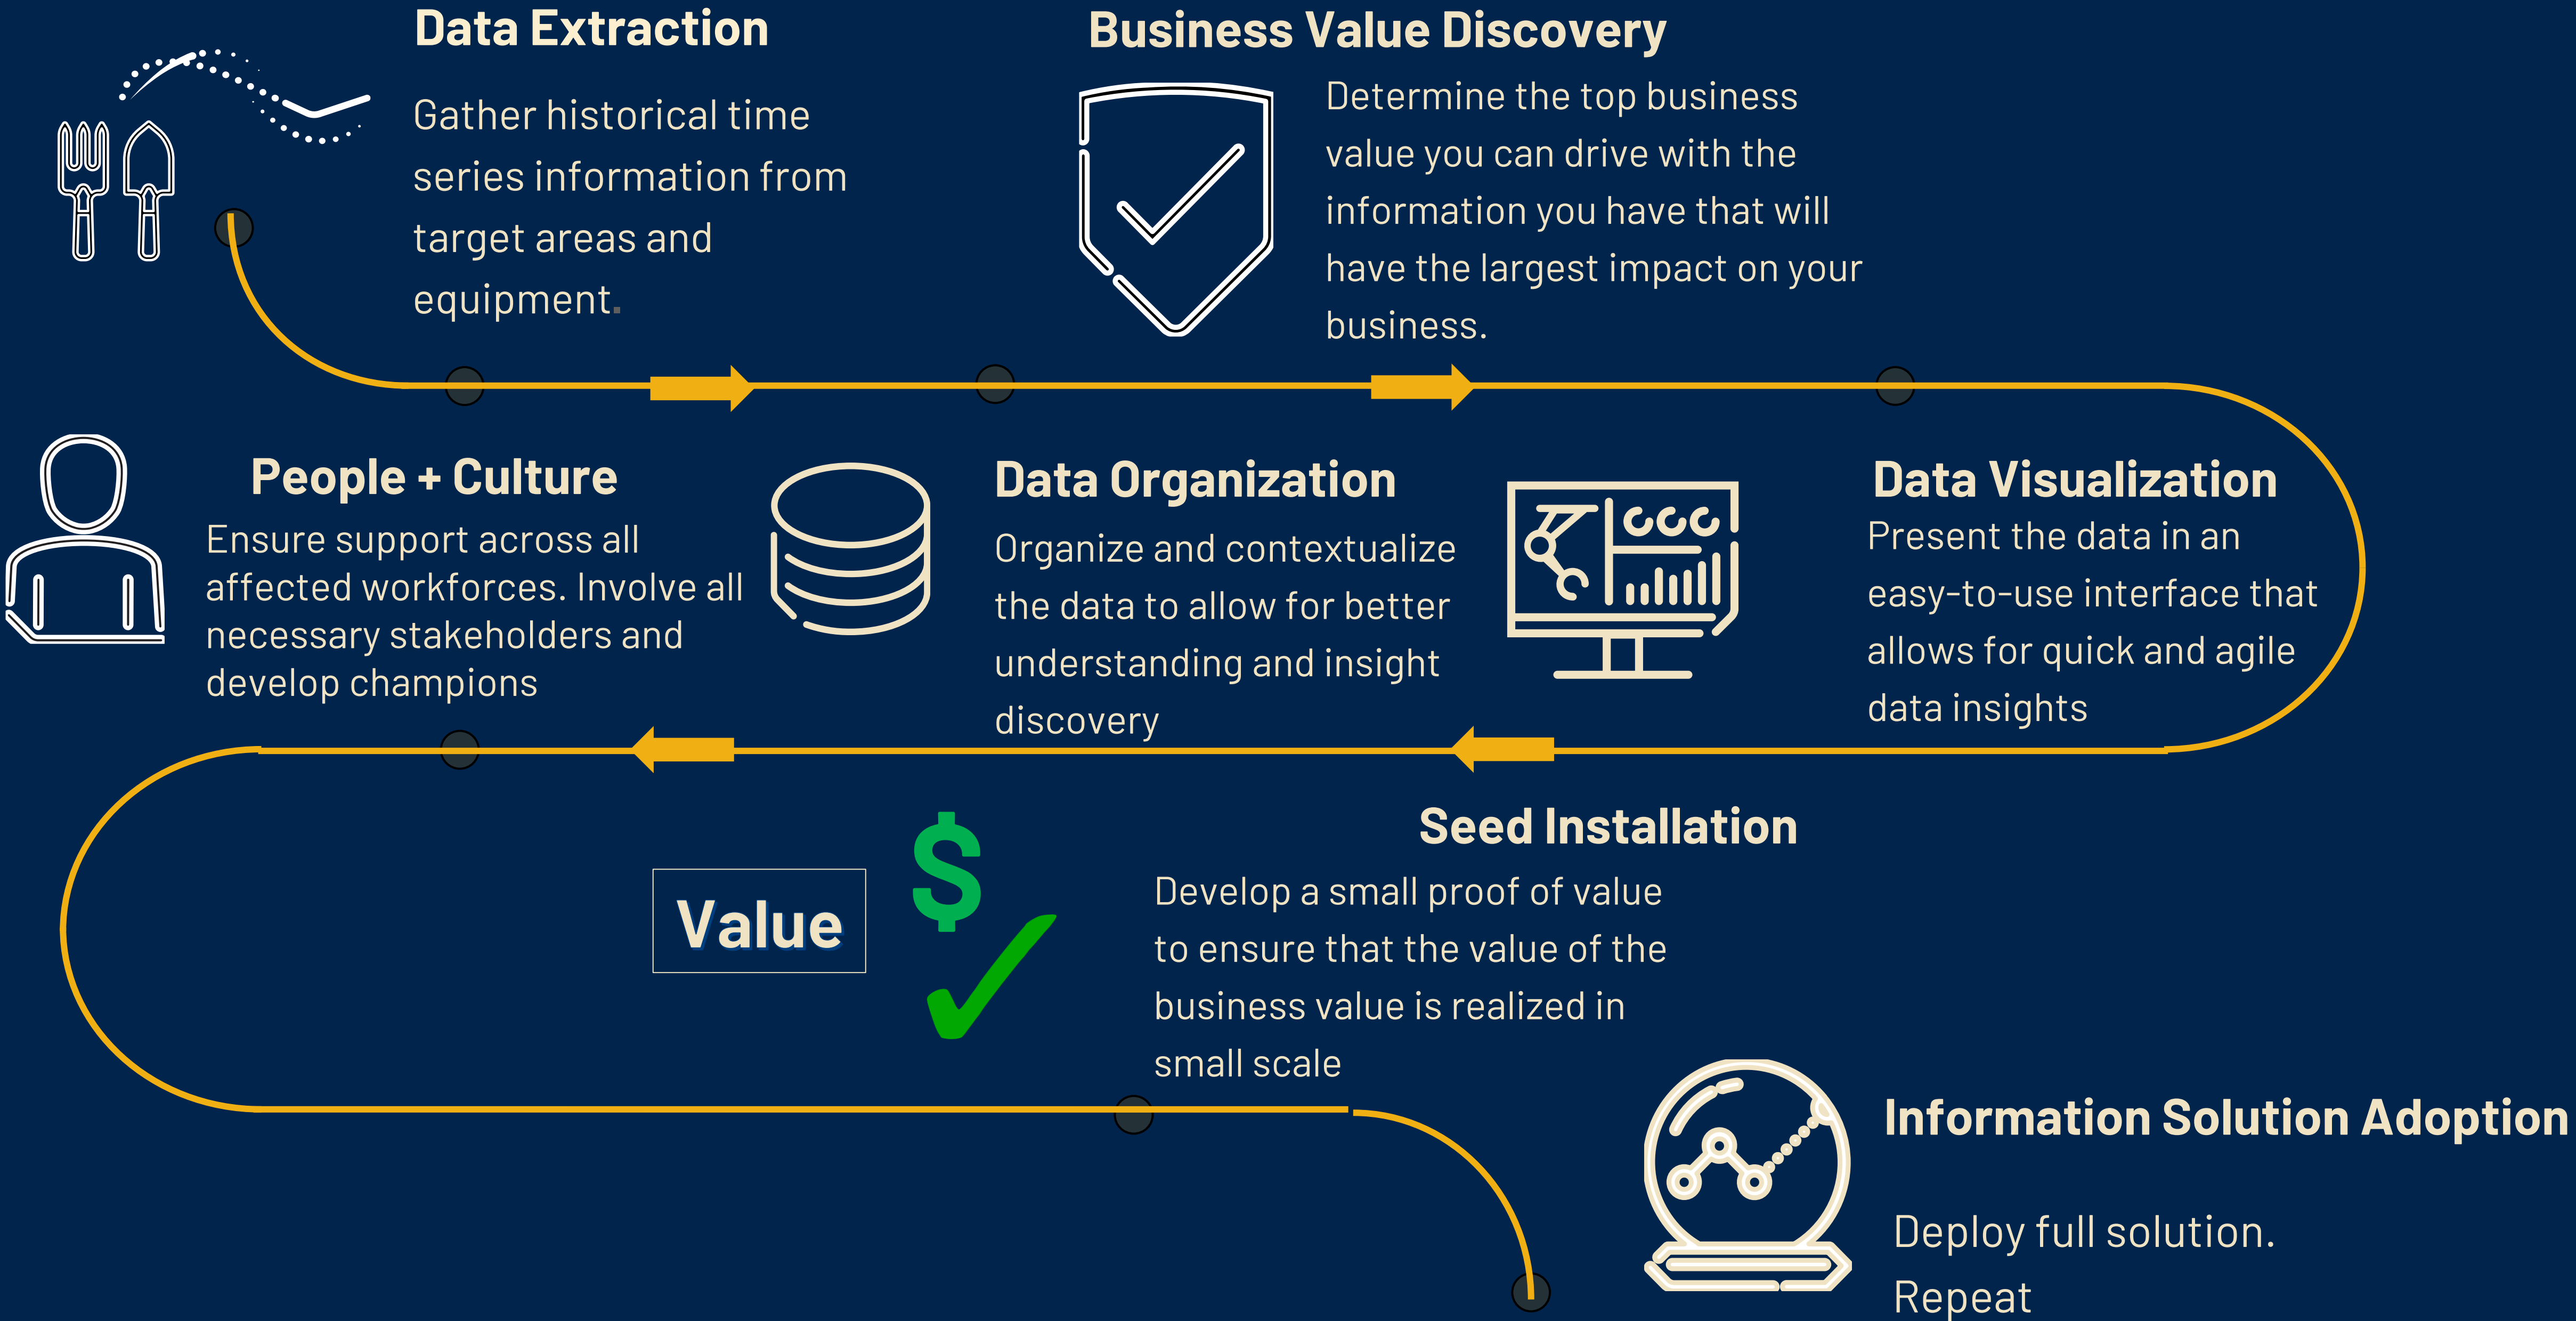 Data Extraction
Gather historical time
series information from
target areas and
equipment.
Business Value Discovery
Determine the top business
value you can drive with the
information you have that will
have the largest impact on your
business.
People + Culture
Ensure support across all
affected workforces. Involve all
necessary stakeholders and
develop champions
Data Organization
Organize and contextualize
the data to allow for better
understanding and insight
discovery
Data Visualization
Present the data in an
easy-to-use interface that
allows for quick and agile
data insights
Value
$
Seed Installation
Develop a small proof of value
to ensure that the value of the
business value is realized in
small scale
Information Solution Adoption
Deploy full solution.
Repeat